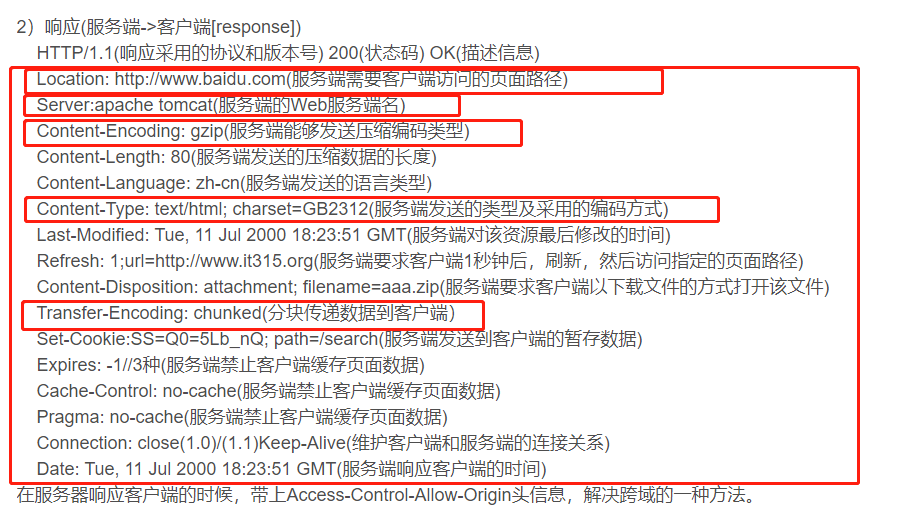 2）响应(服务端->客户端[response])
HTTP/1.1(响应采用的协议和版本号) 200(状态码) OK(描述信息)
Location: http://www.baidu.com(服务端需要客户端访问的页面路径)
Server:apache tomcat(服务端的Web服务端名)
Content-Encoding: gzip(服务端能够发送压缩编码类型)
Content-Length: 80(服务端发送的压缩数据的长度)
Content-Language: zh-cn(服务端发送的语言类型)
Content-Type: text/html; charset=GB2312(服务端发送的类型及采用的编码方式)
Last-Modified: Tue, 11 Jul 2000 18:23:51 GMT(服务端对该资源最后修改的时间)
Refresh: 1;url=http://www.it315.org(服务端要求客户端1秒钟后，刷新，然后访问指定的页面路径)
Content-Disposition: attachment; filename=aaa.zip(服务端要求客户端以下载文件的方式打开该文件)
Transfer-Encoding: chunked(分块传递数据到客户端）
Set-Cookie:SS=Q0=5Lb_nQ; path=/search(服务端发送到客户端的暂存数据)
Expires: -1//3种(服务端禁止客户端缓存页面数据)
Cache-Control: no-cache(服务端禁止客户端缓存页面数据)
Pragma: no-cache(服务端禁止客户端缓存页面数据)
Connection: close(1.0)/(1.1)Keep-Alive(维护客户端和服务端的连接关系)
Date: Tue, 11 Jul 2000 18:23:51 GMT(服务端响应客户端的时间)
在服务器响应客户端的时候，带上Access-Control-Allow-Origin头信息，解决跨域的一种方法。